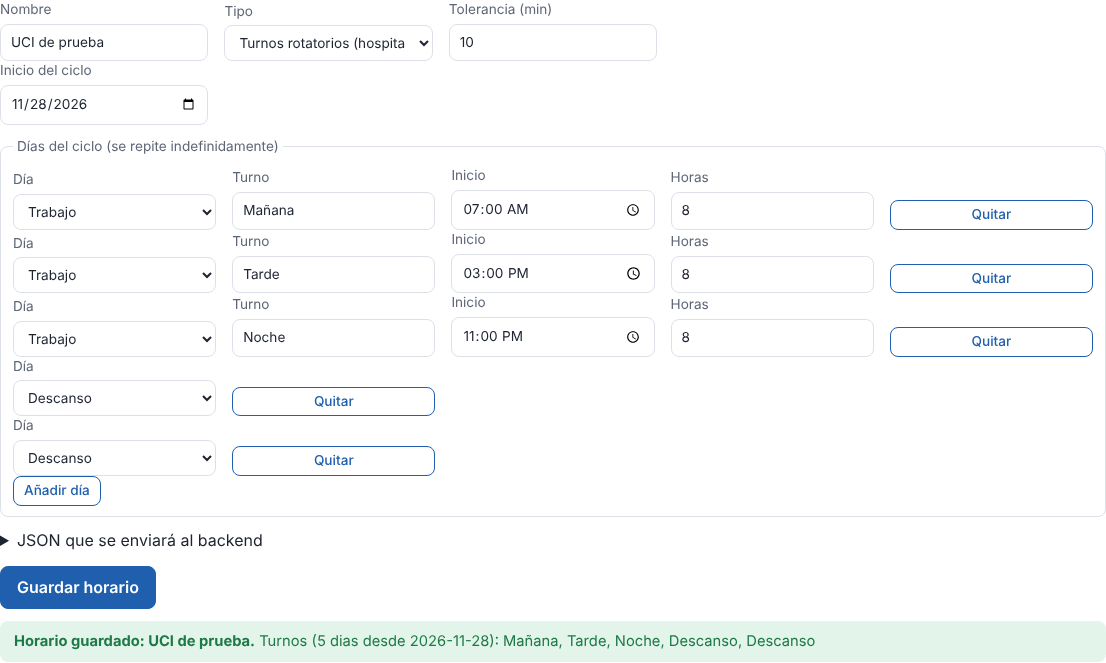 Nombre
Tipo
Tolerancia (min)
UCI de prueba
Turnos rotatorios (hospita
10
Inicio del ciclo
11/28/2026
Días del ciclo (se repite indefinidamente)
Día
Turno
Inicio
Horas
Trabajo
Mañana
07:00 AM
8
Quitar
Día
Turno
Inicio
Horas
Trabajo
Tarde
03:00 PM
8
Quitar
Día
Turno
Inicio
Horas
Trabajo
Noche
11:00 PM
8
Quitar
Día
Descanso
Quitar
Día
Descanso
Quitar
Añadir día
JSON que se enviará al backend
Guardar horario
Horario guardado: UCI de prueba. Turnos (5 dias desde 2026-11-28): Mañana, Tarde, Noche, Descanso, Descanso